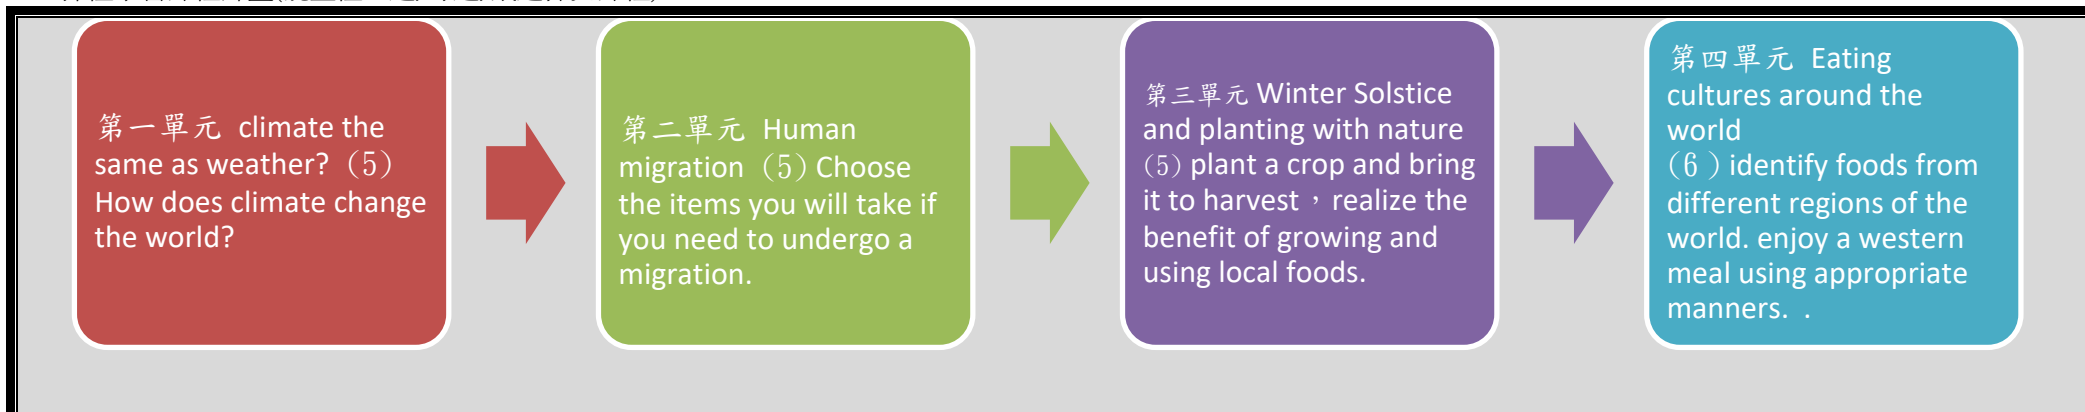 第一單元 climate the
same as weather?（5）
How does climate change
the world?
第二單元 Human
migration（5）Choose
the items you will take if
you need to undergo a
migration.
第三單元 Winter Solstice
and planting with nature
（5）plant a crop and bring
it to harvest，realize the
benefit of growing and
using local foods.
第四單元 Eating
cultures around the
world
（6 ）identify foods from
different regions of the
world. enjoy a western
meal using appropriate
manners. .